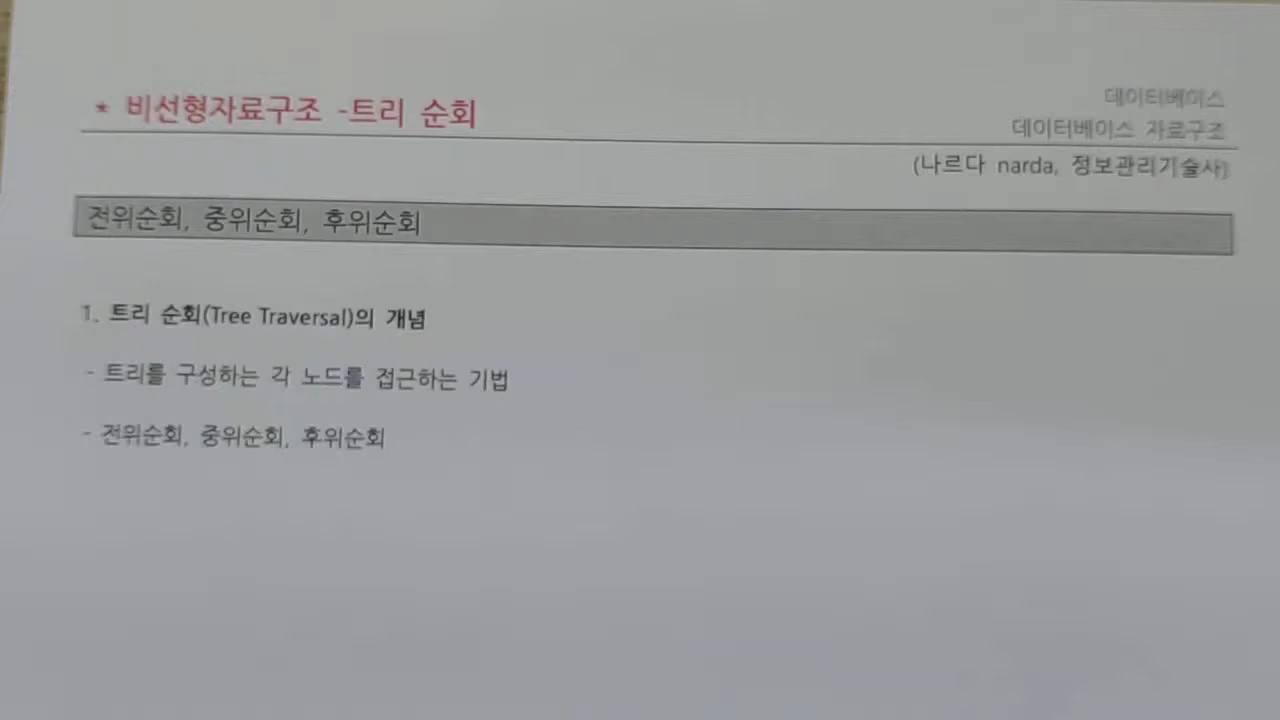 * 비선형자료구조 -트리 순회
데이터베이스
데이터베이스 자료구조
(나르다 narda, 정보관리기술사)
전위순회, 중위순회, 후위순회
1. 트리 순회(Tree Traversal)의 개념
- 트리를 구성하는 각 노드를 접근하는 기법
- 전위순회, 중위순회, 후위순회